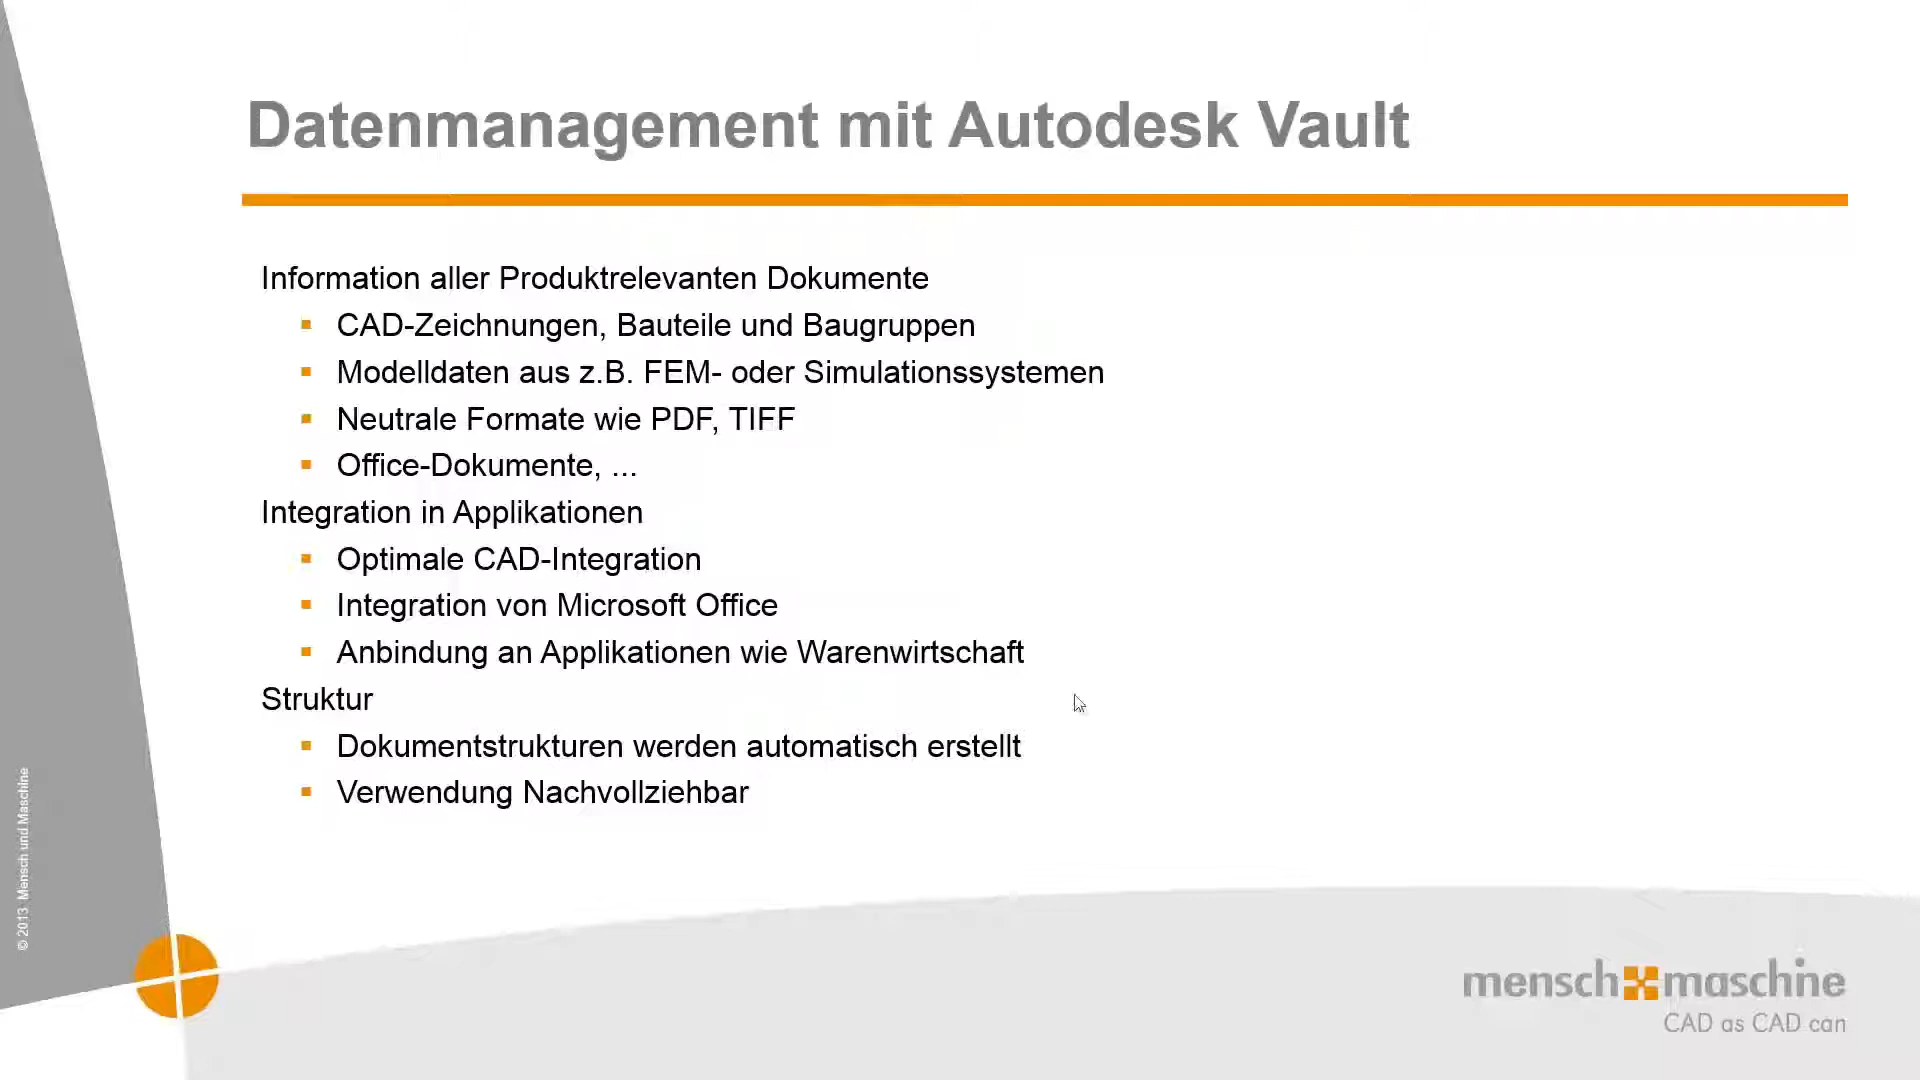 Datenmanagement mit Autodesk Vault
Information aller Produktrelevanten Dokumente
CAD-Zeichnungen, Bauteile und Baugruppen
Modelldaten aus z.B. FEM- oder Simulationssystemen
Neutrale Formate wie PDF, TIFF
Office-Dokumente, ...
Integration in Applikationen
Optimale CAD-Integration
Integration von Microsoft Office
Anbindung an Applikationen wie Warenwirtschaft
Struktur
Dokumentstrukturen werden automatisch erstellt
Verwendung Nachvollziehbar
© 2013 Mensch und Maschine
mensch maschine
CAD as CAD can